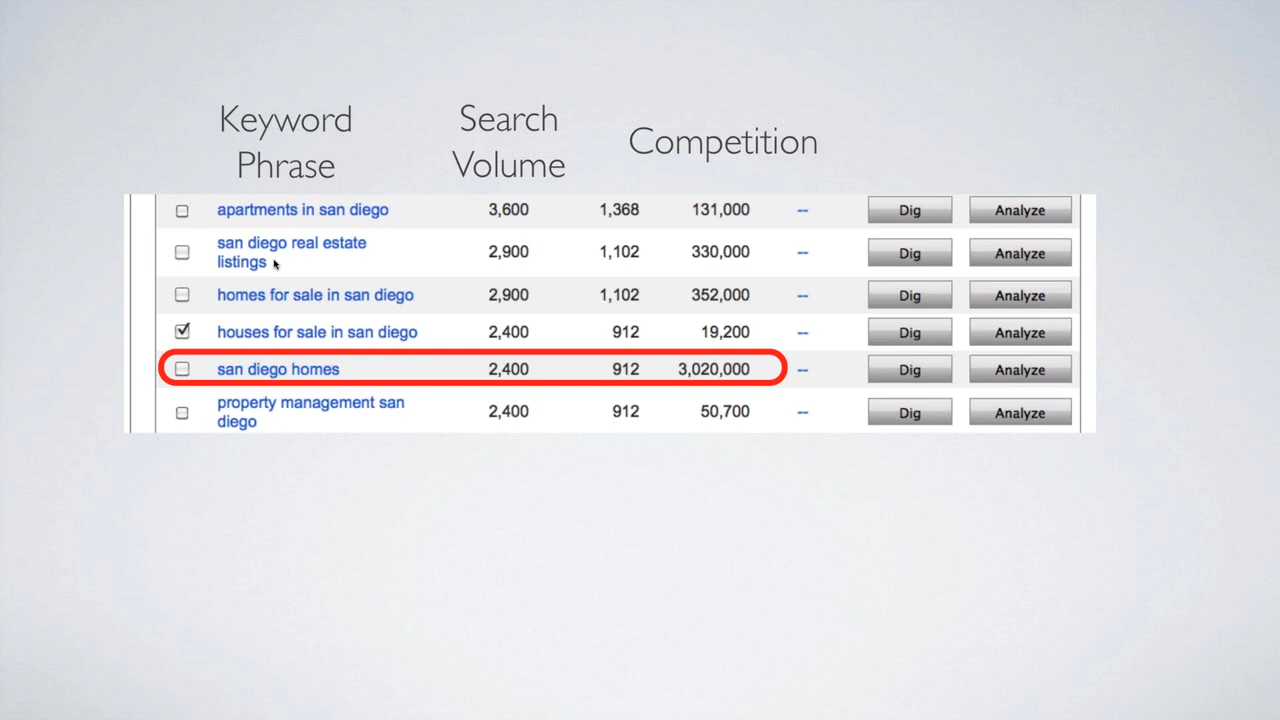 Keyword Phrase
Search Volume
Competition
apartments in san diego 3,600 1,368 131,000 -- Dig Analyze
san diego real estate listings 2,900 1,102 330,000 -- Dig Analyze
homes for sale in san diego 2,900 1,102 352,000 -- Dig Analyze
houses for sale in san diego 2,400 912 19,200 -- Dig Analyze
san diego homes 2,400 912 3,020,000 -- Dig Analyze
property management san diego 2,400 912 50,700 -- Dig Analyze